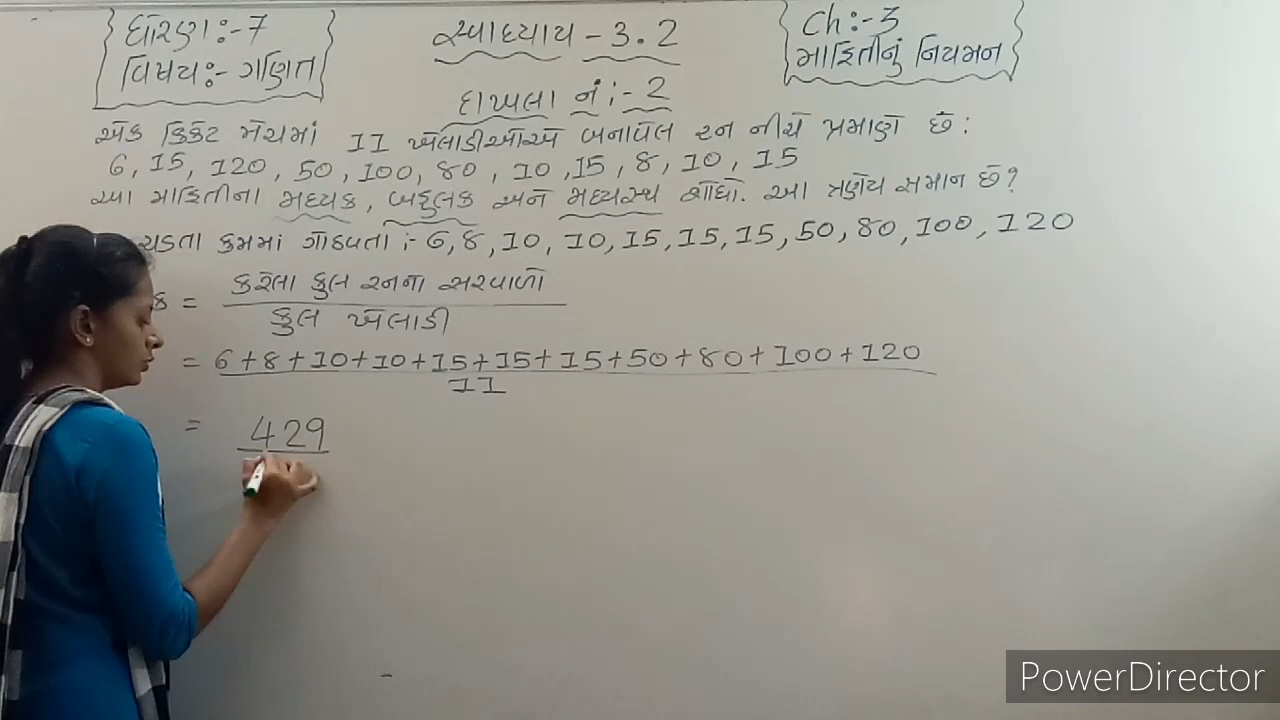 ધોરણ:-7
વિષય:- ગણિત
સ્વાધ્યાય - 3.2
Ch:-3
માહિતીનું નિયમન
દાખલા નં:- 2
એક ક્રિકેટ મેચમાં 11 ખેલાડીઓએ બનાવેલ રન નીચે પ્રમાણે છે:
6, 15, 120, 50, 100, 80, 10, 15, 8, 10, 15
આ માહિતીના મધ્યક, બહુલક અને મધ્યસ્થ શોધો. આ ત્રણેય સમાન છે?
ચડતા ક્રમમાં ગોઠવતા :- 6, 8, 10, 10, 15, 15, 15, 50, 80, 100, 120
ક = કરેલા કુલ રનના સરવાળો
કુલ ખેલાડી
= 6+8+10+10+15+15+15+50+80+100+120
11
= 429
PowerDirector